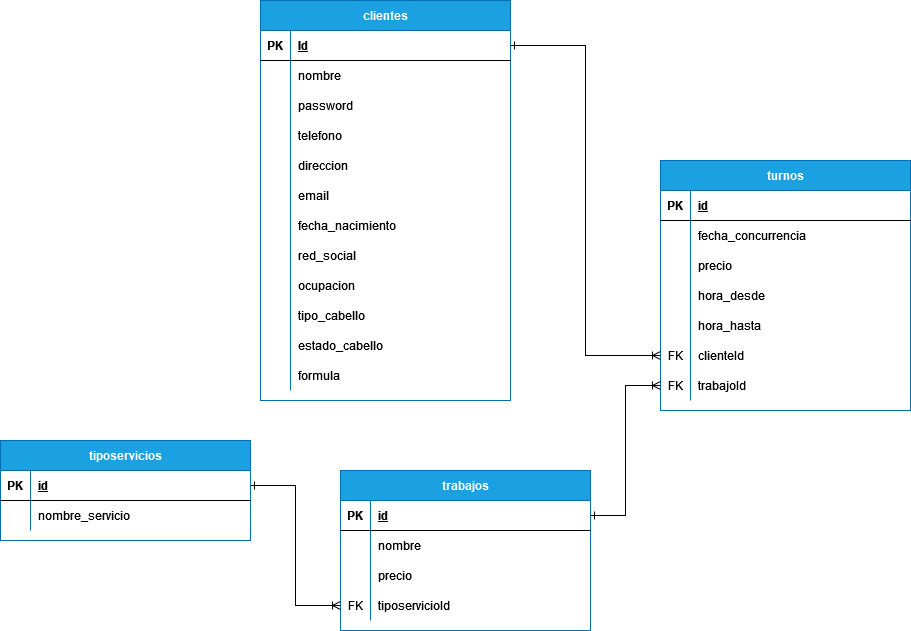 clientes
PK Id
nombre
password
telefono
direccion
email
fecha_nacimiento
red_social
ocupacion
tipo_cabello
estado_cabello
formula
turnos
PK id
fecha_concurrencia
precio
hora_desde
hora_hasta
FK clienteId
FK trabajoId
tiposervicios
PK id
nombre_servicio
trabajos
PK id
nombre
precio
FK tiposervicioId